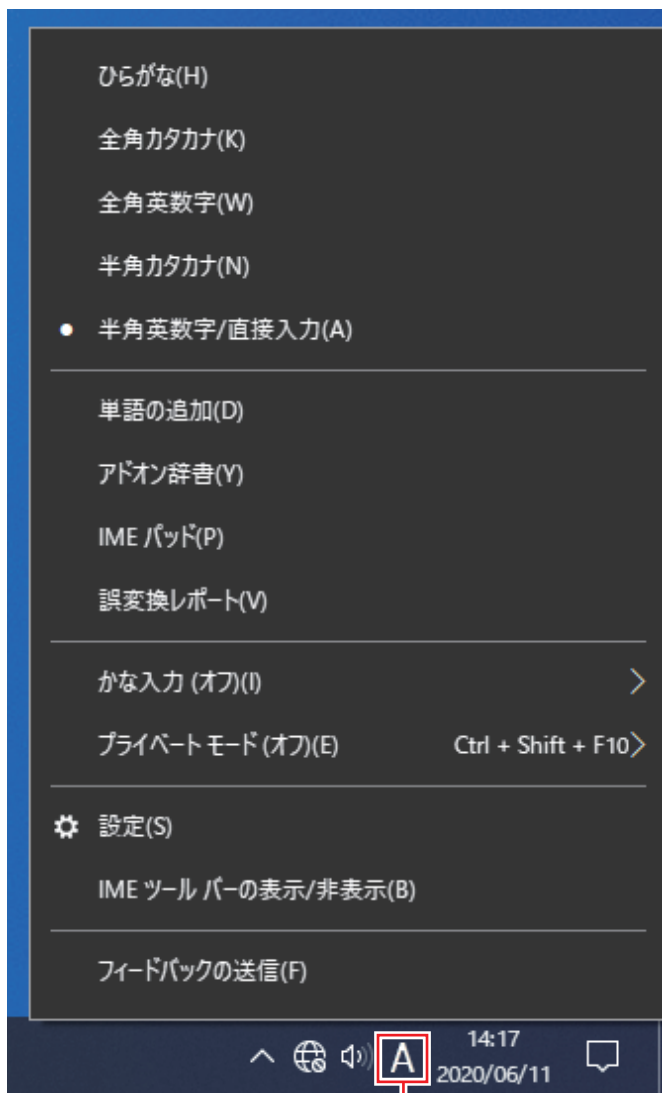 ひらがな(H)
全角カタカナ(K)
全角英数字(W)
半角カタカナ(N)
半角英数字/直接入力(A)
単語の追加(D)
アドオン辞書(Y)
IME パッド(P)
誤変換レポート(V)
かな入力 (オフ)(I)
プライベート モード (オフ)(E) Ctrl + Shift + F10
設定(S)
IME ツール バーの表示/非表示(B)
フィードバックの送信(F)
A 14:17
2020/06/11